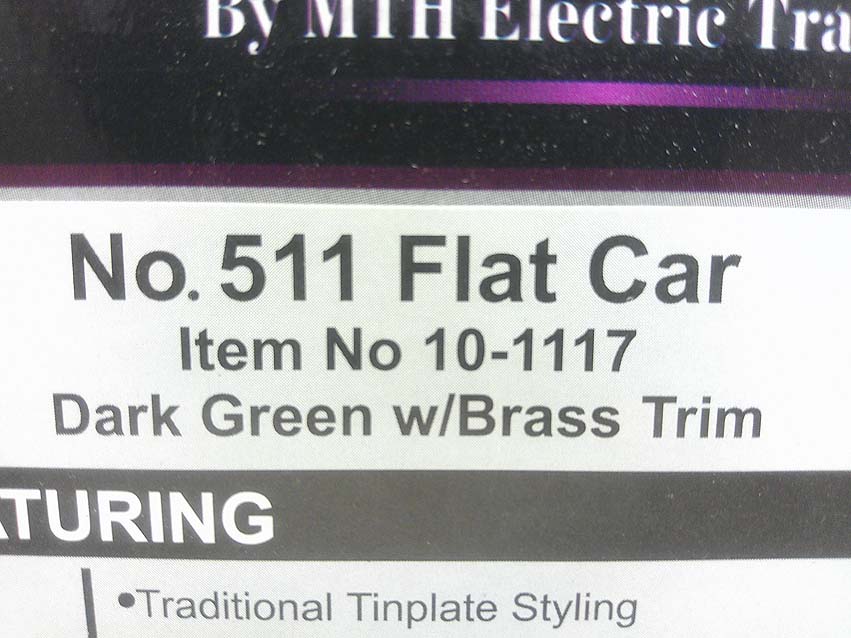 By MTH Electric Tra
No. 511 Flat Car
Item No 10-1117
Dark Green w/Brass Trim
ATURING
•Traditional Tinplate Styling